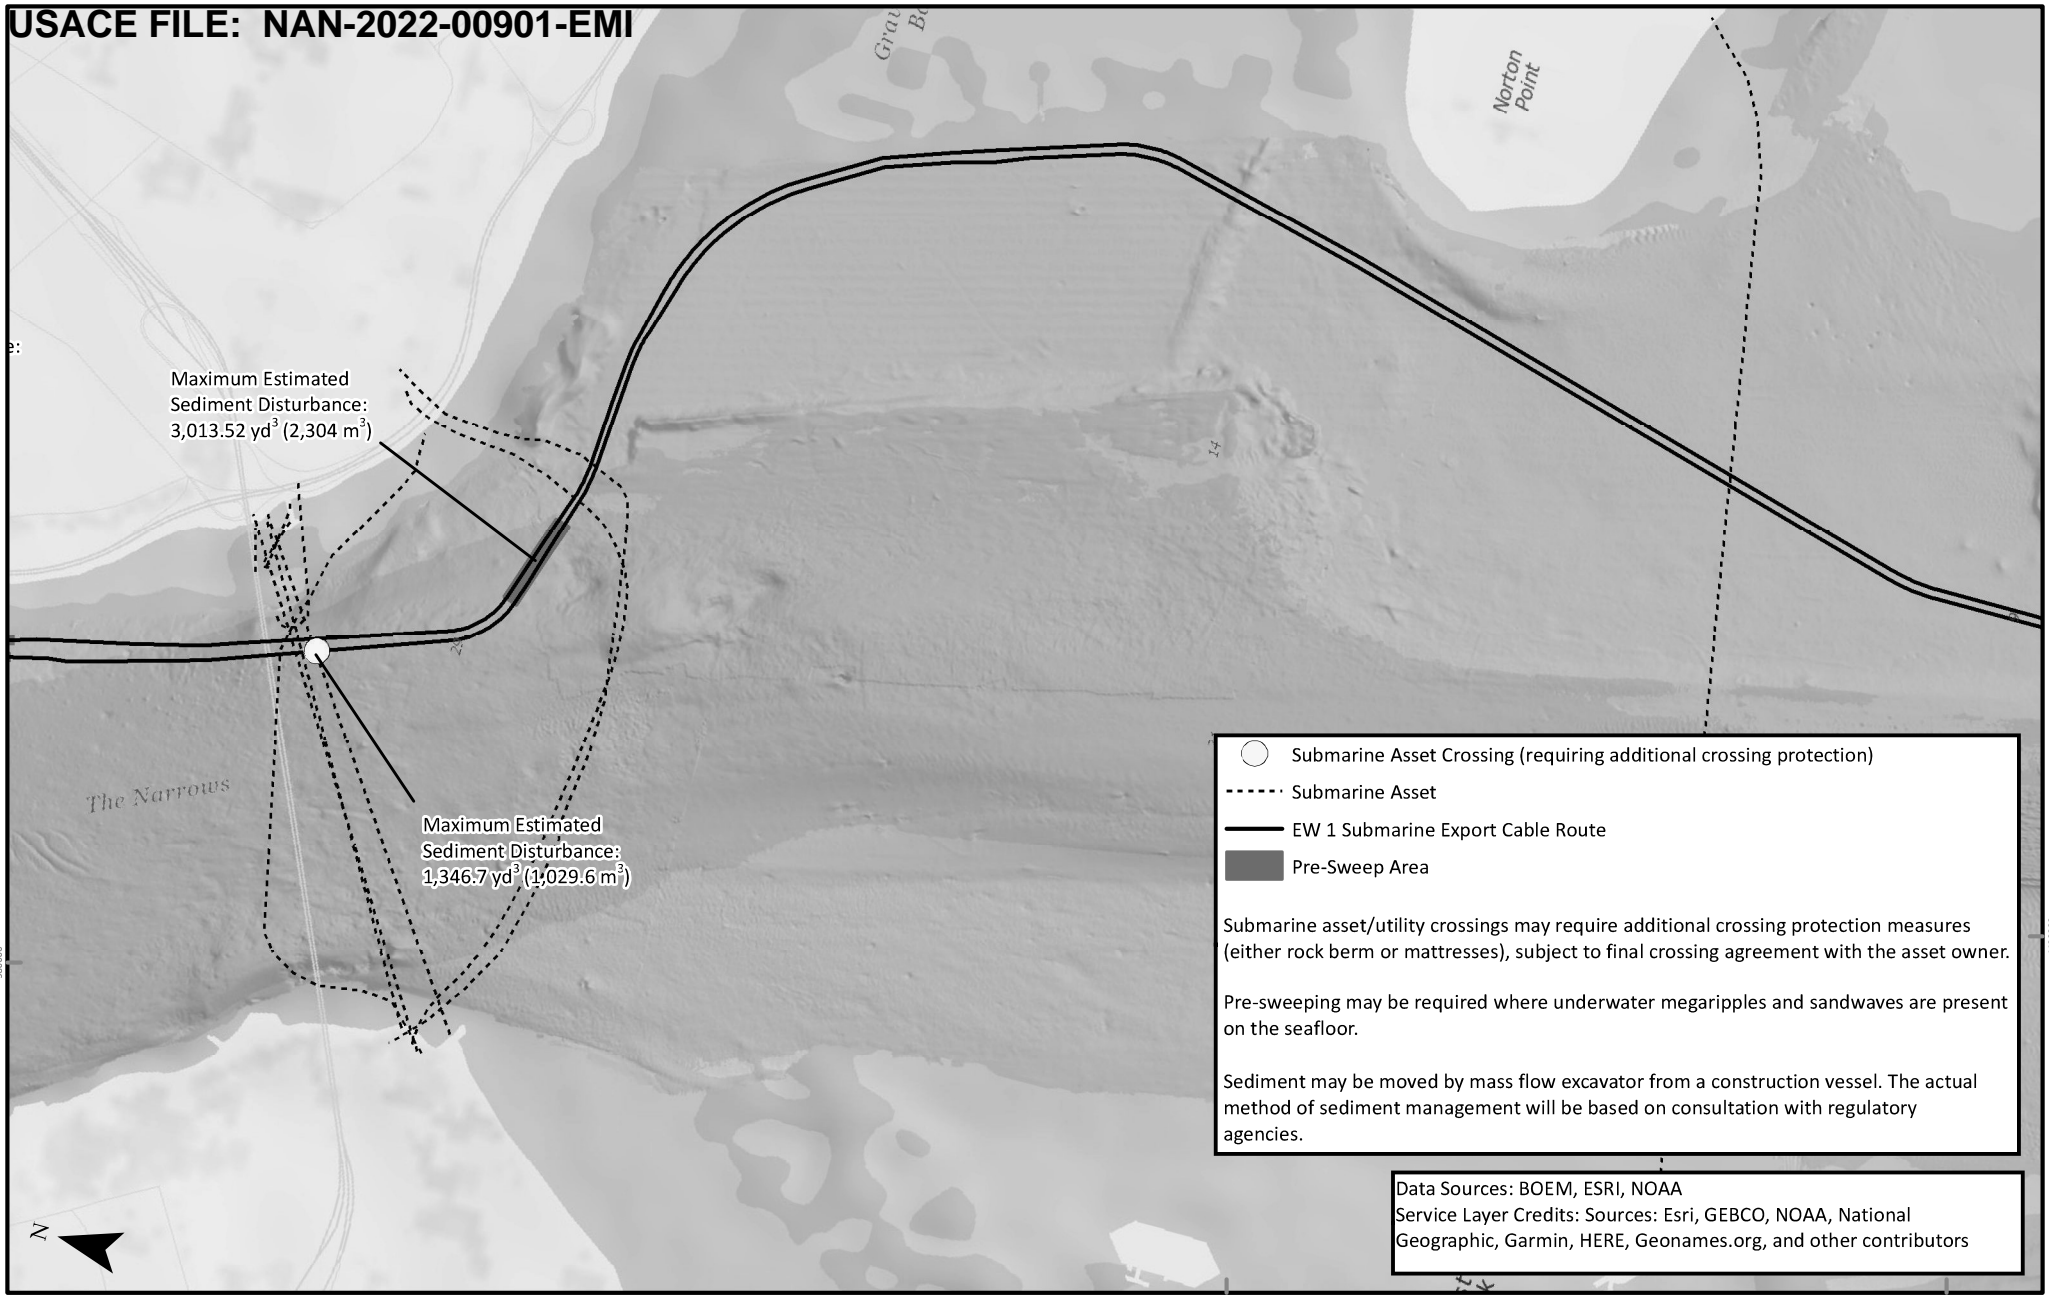 USACE FILE: NAN-2022-00901-EMI
Norton
Point
e:
Maximum Estimated
Sediment Disturbance:
3,013.52 yd³ (2,304 m³)
14
The Narrows
Maximum Estimated
Sediment Disturbance:
1,346.7 yd³ (1,029.6 m³)
Submarine Asset Crossing (requiring additional crossing protection)
Submarine Asset
EW 1 Submarine Export Cable Route
Pre-Sweep Area
Submarine asset/utility crossings may require additional crossing protection measures
(either rock berm or mattresses), subject to final crossing agreement with the asset owner.
Pre-sweeping may be required where underwater megaripples and sandwaves are present
on the seafloor.
Sediment may be moved by mass flow excavator from a construction vessel. The actual
method of sediment management will be based on consultation with regulatory
agencies.
Data Sources: BOEM, ESRI, NOAA
Service Layer Credits: Sources: Esri, GEBCO, NOAA, National
Geographic, Garmin, HERE, Geonames.org, and other contributors
N